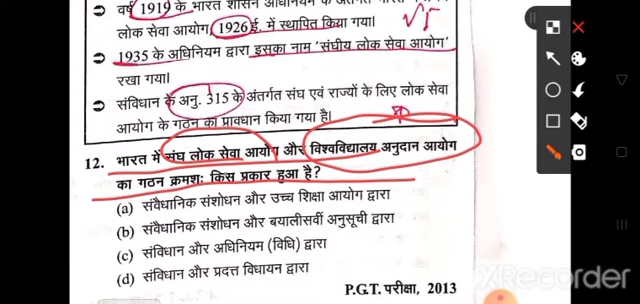 ➲ वर्ष 1919 के भारत शासन अधिनियम के अंतर्गत
लोक सेवा आयोग, 1926 ई. में स्थापित किया गया।
➲ 1935 के अधिनियम द्वारा इसका नाम 'संघीय लोक सेवा आयोग'
रखा गया।
➲ संविधान के अनु. 315 के अंतर्गत संघ एवं राज्यों के लिए लोक सेवा
आयोग के गठन का प्रावधान किया गया है।
12. भारत में संघ लोक सेवा आयोग और विश्वविद्यालय अनुदान आयोग
का गठन क्रमशः किस प्रकार हुआ है?
(a) संवैधानिक संशोधन और उच्च शिक्षा आयोग द्वारा
(b) संवैधानिक संशोधन और बयालीसवीं अनुसूची द्वारा
(c) संविधान और अधिनियम (विधि) द्वारा
(d) संविधान और प्रदत्त विधायन द्वारा
P.G.T. परीक्षा, 2013
XRecorder